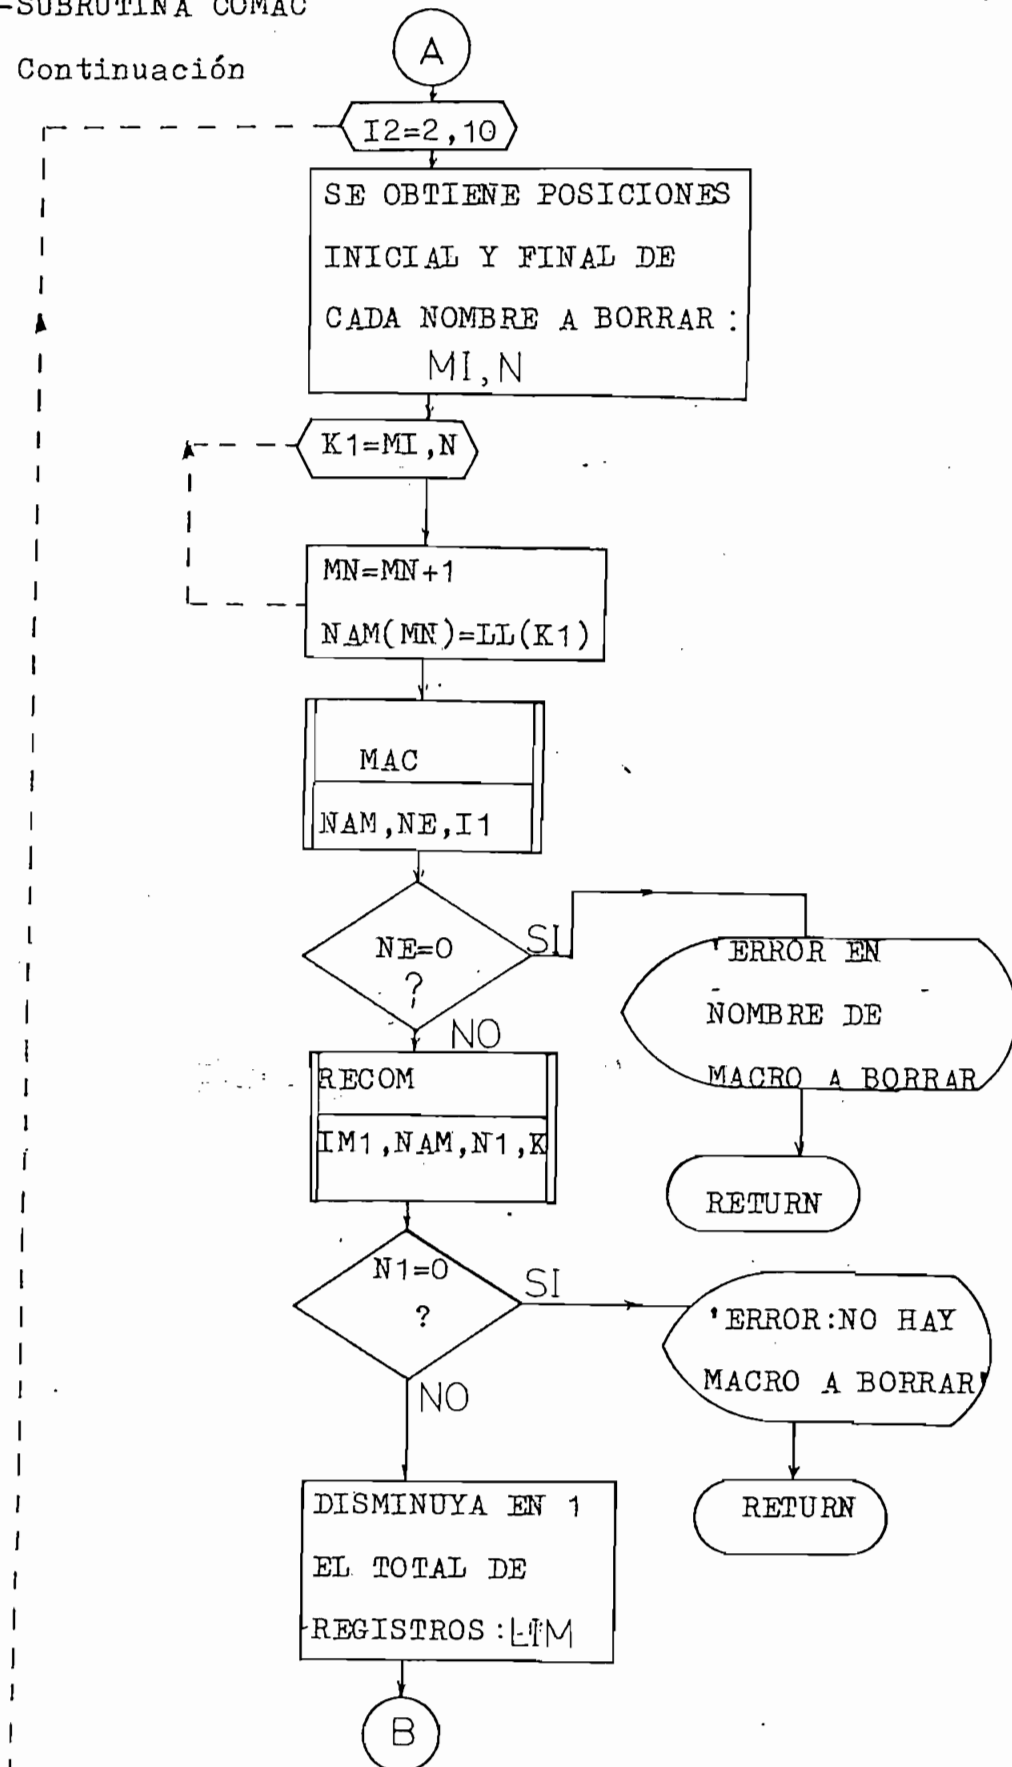 -SUBRUTINA COMAC
Continuación
A
I2=2,10
SE OBTIENE POSICIONES
INICIAL Y FINAL DE
CADA NOMBRE A BORRAR:
MI,N
K1=MI,N
MN=MN+1
NAM(MN)=LL(K1)
MAC
NAM,NE,I1
NE=0
?
SI
'ERROR EN
NOMBRE DE
MACRO A BORRAR
NO
RECOM
IM1,NAM,N1,K
RETURN
N1=0
?
SI
'ERROR:NO HAY
MACRO A BORRAR'
NO
RETURN
DISMINUYA EN 1
EL TOTAL DE
REGISTROS:LIM
B